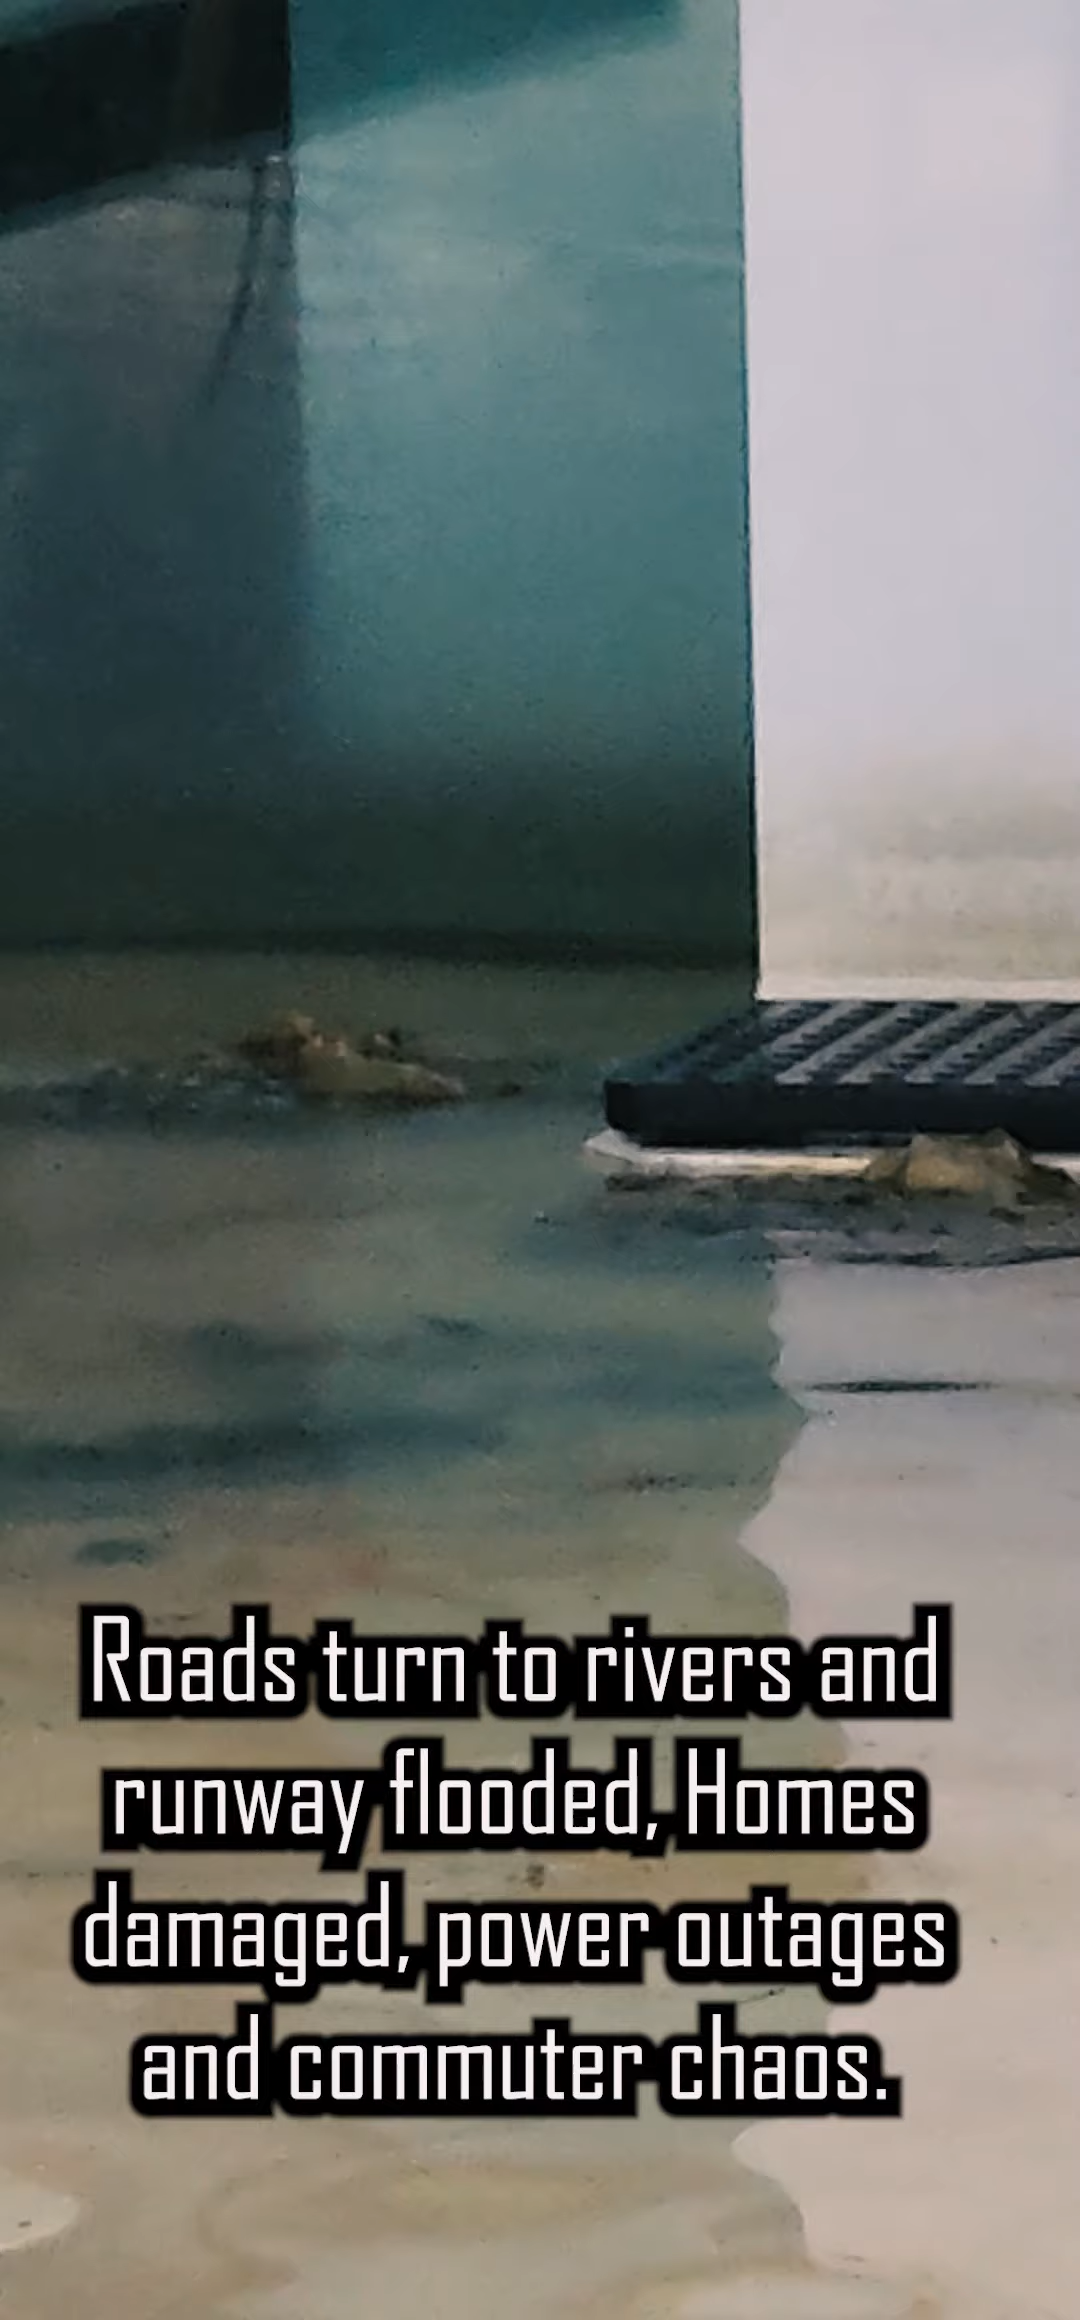 Roads turn to rivers and
runway flooded, Homes
damaged, power outages
and commuter chaos.